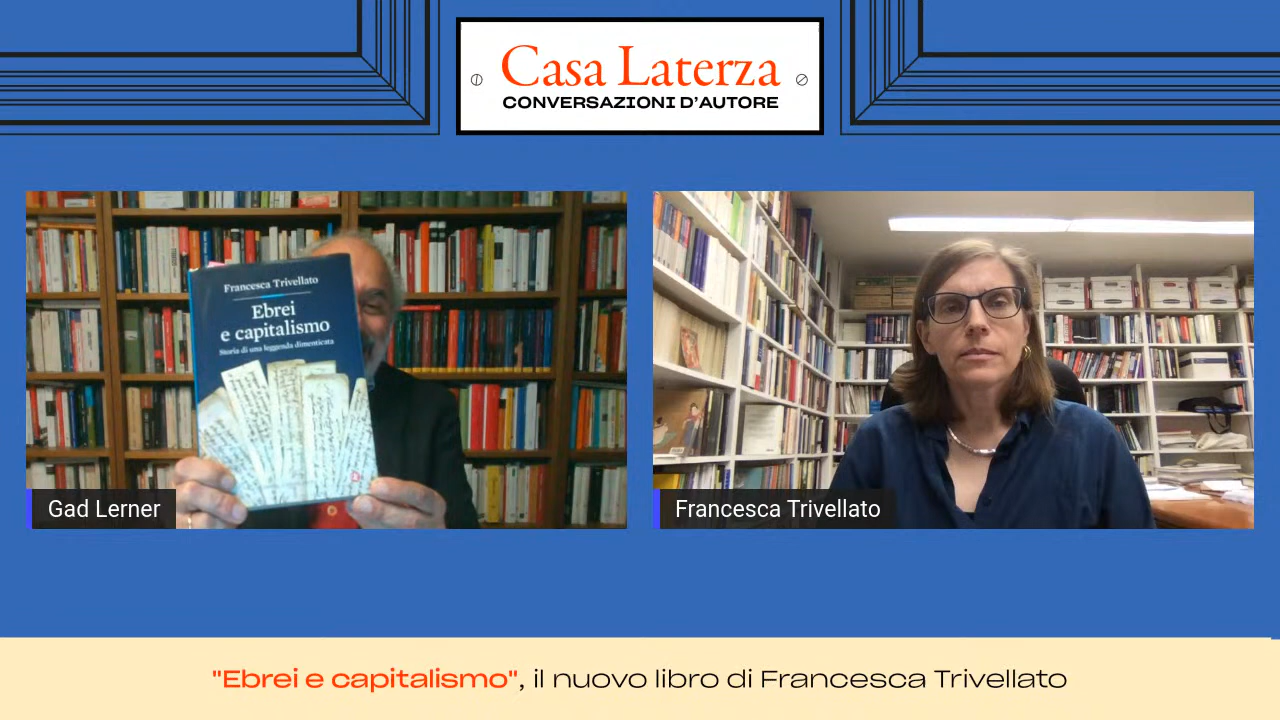 Casa Laterza
CONVERSAZIONI D'AUTORE
Francesca Trivellato
Ebrei
e capitalismo
Storia di una leggenda dimenticata
Gad Lerner
Francesca Trivellato
"Ebrei e capitalismo", il nuovo libro di Francesca Trivellato